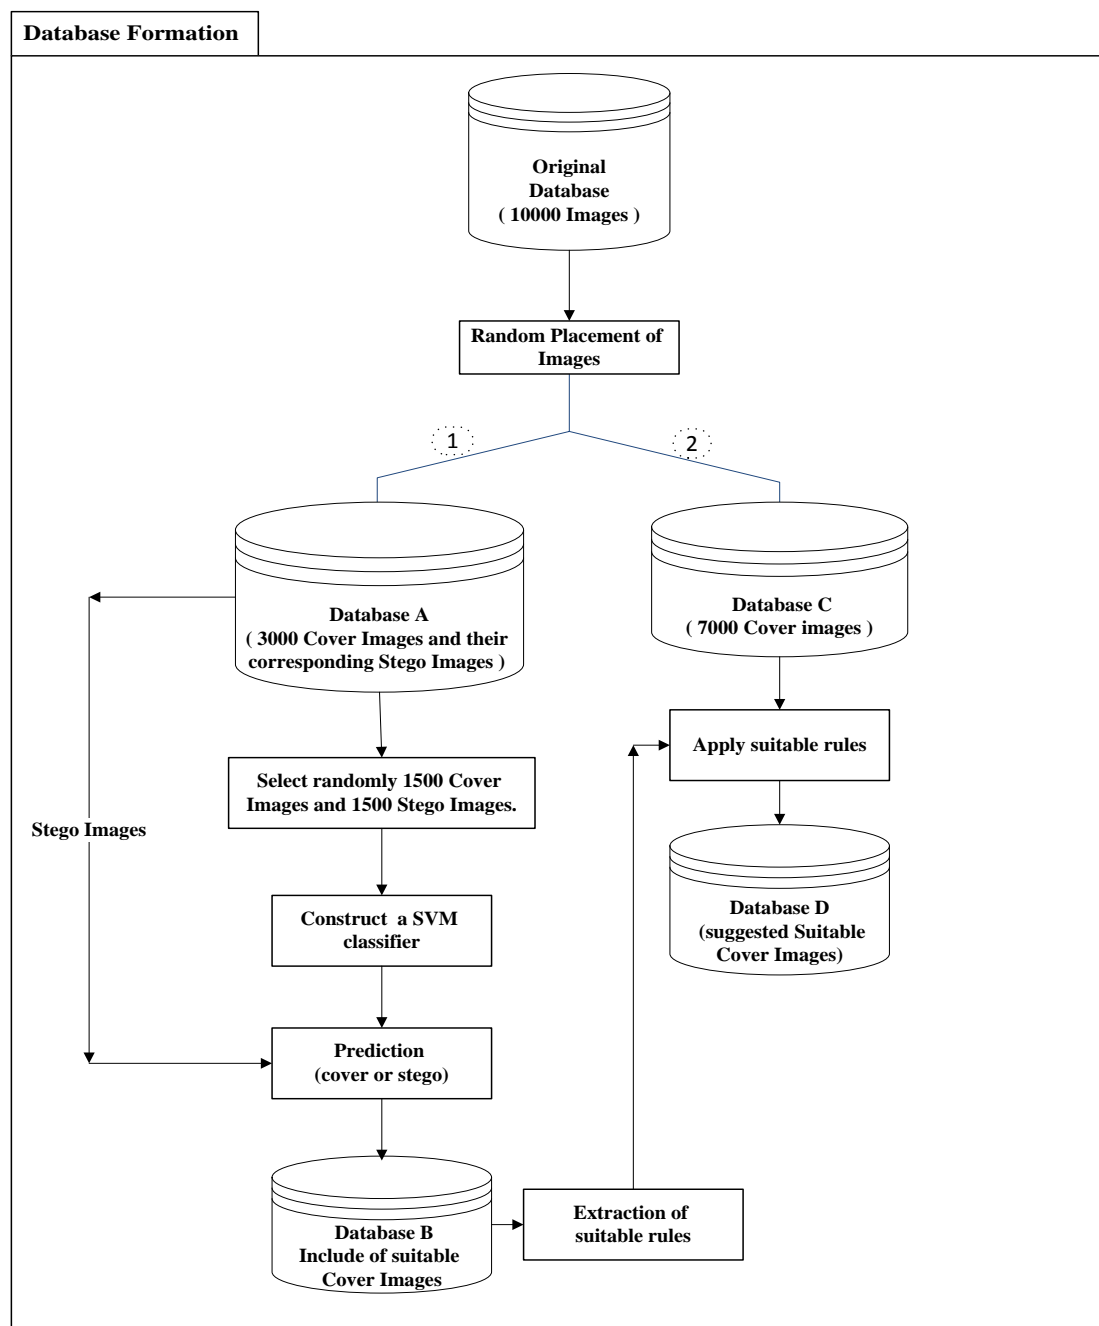 Database Formation
Original
Database
( 10000 Images )
Random Placement of
Images
1
2
Database A
( 3000 Cover Images and their
corresponding Stego Images )
Database C
( 7000 Cover images )
Apply suitable rules
Select randomly 1500 Cover
Images and 1500 Stego Images.
Stego Images
Database D
(suggested Suitable
Cover Images)
Construct a SVM
classifier
Prediction
(cover or stego)
Database B
Include of suitable
Cover Images
Extraction of
suitable rules